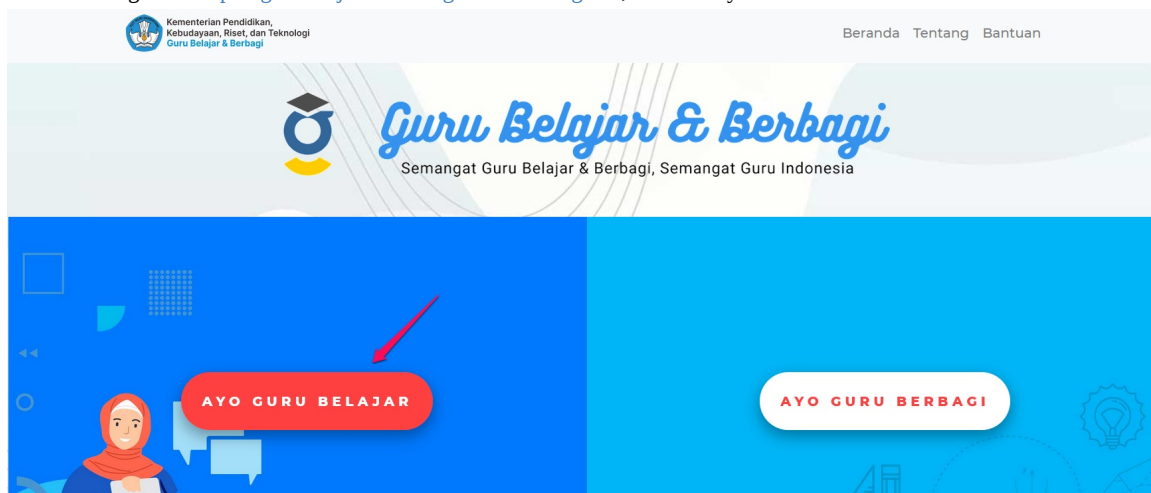 Kementerian Pendidikan,
Kebudayaan, Riset, dan Teknologi
Guru Belajar & Berbagi
Beranda Tentang Bantuan
Guru Belajar & Berbagi
Semangat Guru Belajar & Berbagi, Semangat Guru Indonesia
AYO GURU BELAJAR
AYO GURU BERBAGI